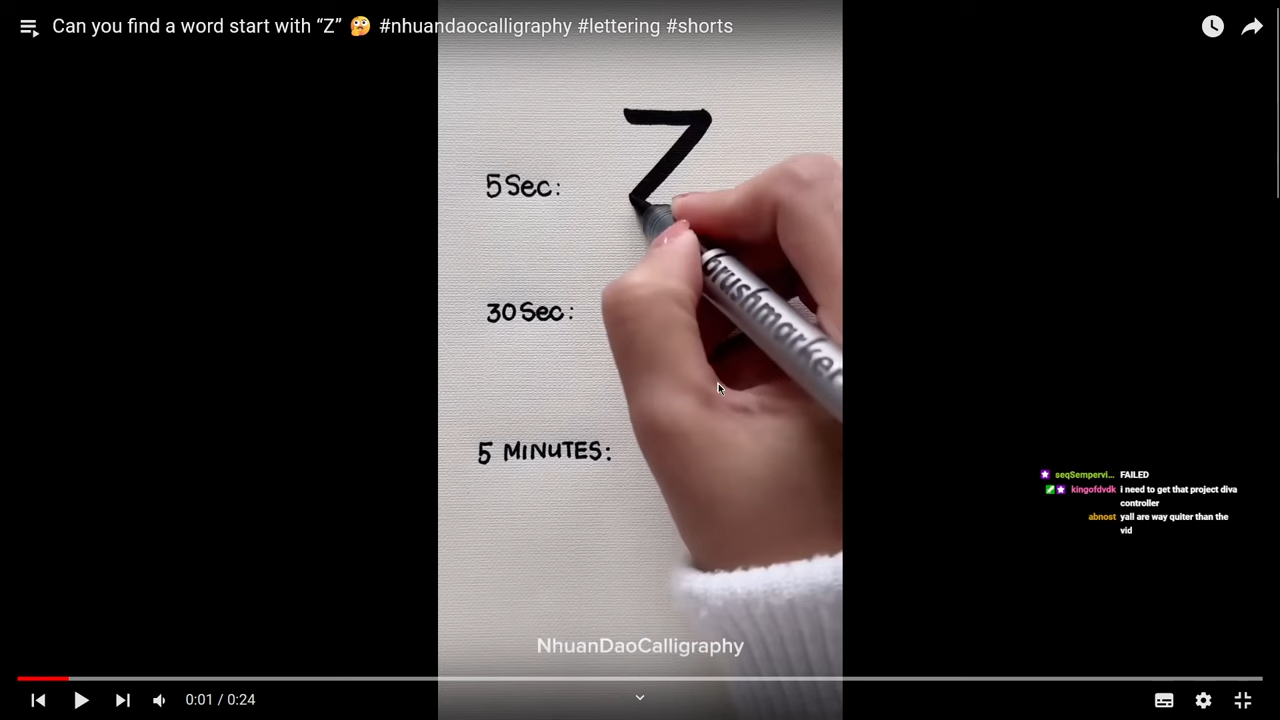 Can you find a word start with “Z” 🤔 #nhuandaocalligraphy #lettering #shorts
Z
5 Sec:
brushmarker
30 Sec:
5 MINUTES:
seqSempervi... FAILED
kingofdvdk i need to get that project diva
controller
abnost yall are way quiter than the
vid
NhuanDaoCalligraphy
0:01 / 0:24